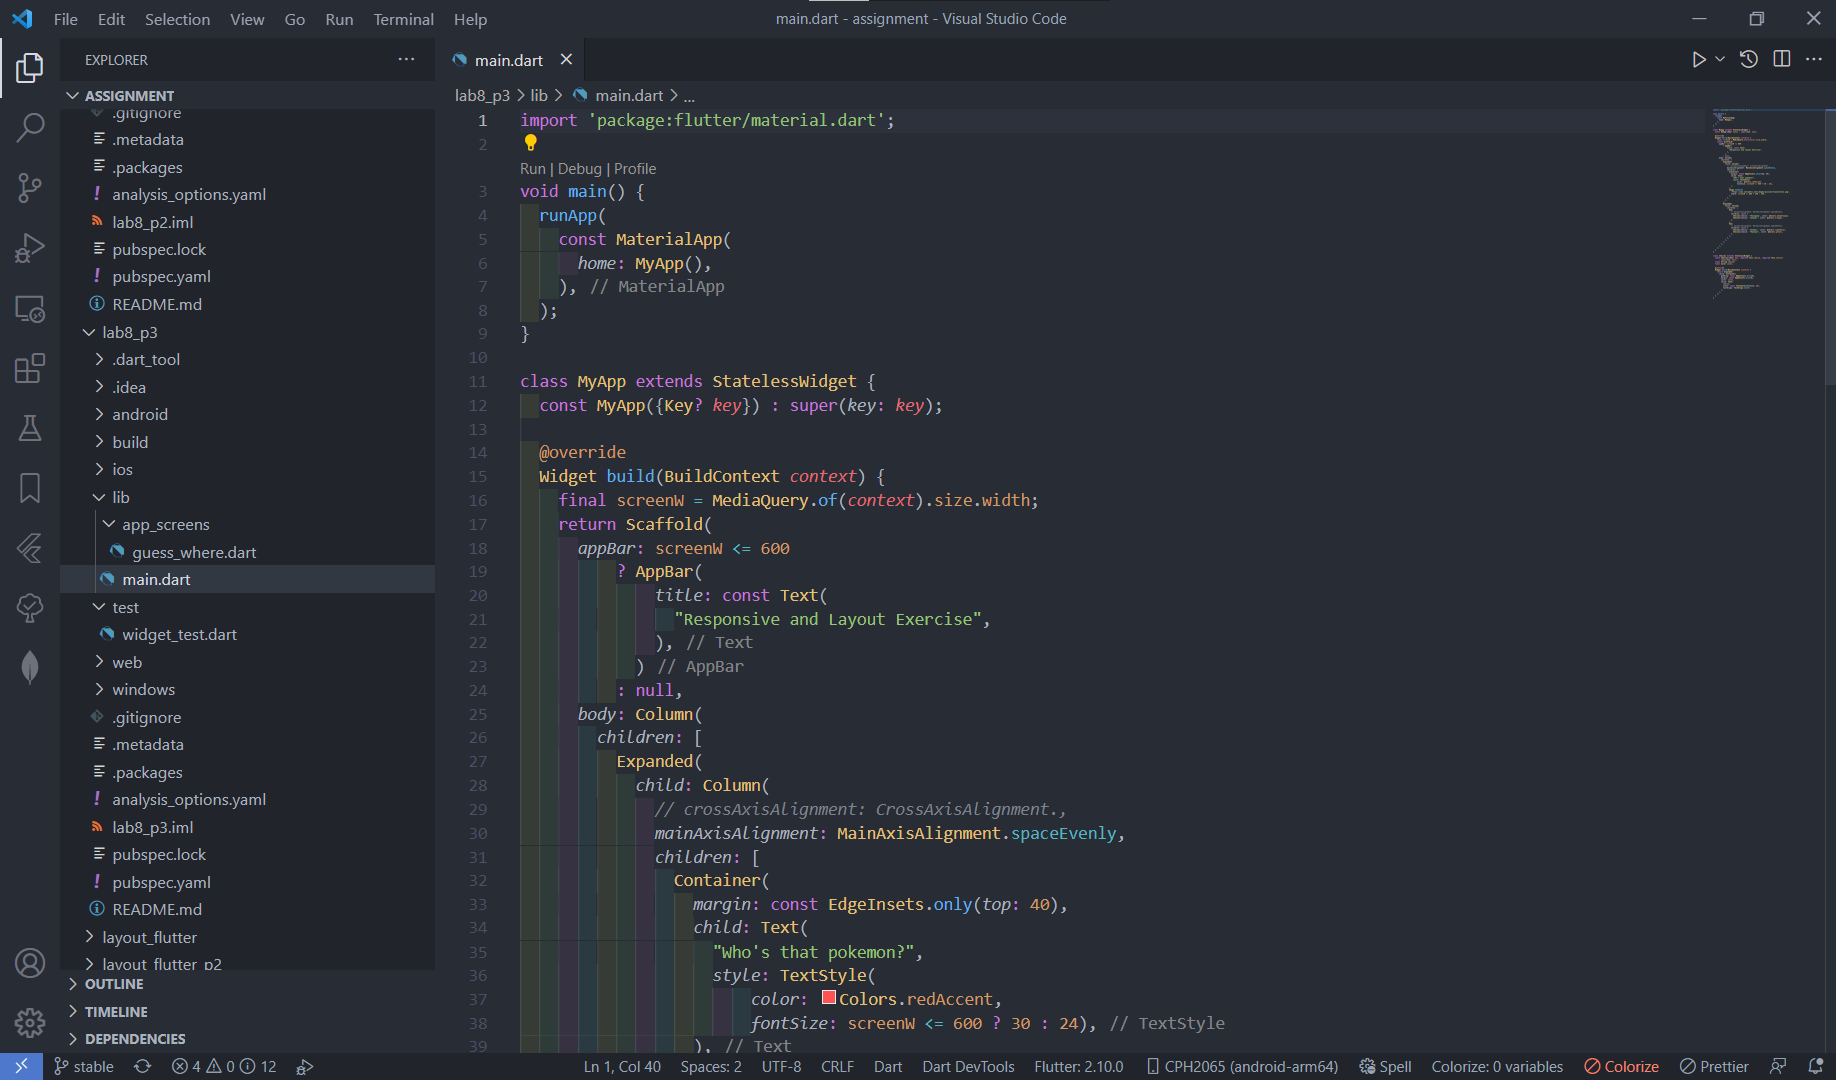 File Edit Selection View Go Run Terminal Help
main.dart - assignment - Visual Studio Code
EXPLORER
ASSIGNMENT
.gitignore
.metadata
.packages
analysis_options.yaml
lab8_p2.iml
pubspec.lock
pubspec.yaml
README.md
lab8_p3
.dart_tool
.idea
android
build
ios
lib
app_screens
guess_where.dart
main.dart
test
widget_test.dart
web
windows
.gitignore
.metadata
.packages
analysis_options.yaml
lab8_p3.iml
pubspec.lock
pubspec.yaml
README.md
layout_flutter
layout_flutter_p2
OUTLINE
TIMELINE
DEPENDENCIES
main.dart
lab8_p3 > lib > main.dart > ...
1 import 'package:flutter/material.dart';
2
Run | Debug | Profile
3 void main() {
4 runApp(
5 const MaterialApp(
6 home: MyApp(),
7 ), // MaterialApp
8 );
9 }
10
11 class MyApp extends StatelessWidget {
12 const MyApp({Key? key}) : super(key: key);
13
14 @override
15 Widget build(BuildContext context) {
16 final screenW = MediaQuery.of(context).size.width;
17 return Scaffold(
18 appBar: screenW <= 600
19 ? AppBar(
20 title: const Text(
21 "Responsive and Layout Exercise",
22 ), // Text
23 ) // AppBar
24 : null,
25 body: Column(
26 children: [
27 Expanded(
28 child: Column(
29 // crossAxisAlignment: CrossAxisAlignment.,
30 mainAxisAlignment: MainAxisAlignment.spaceEvenly,
31 children: [
32 Container(
33 margin: const EdgeInsets.only(top: 40),
34 child: Text(
35 "Who's that pokemon?",
36 style: TextStyle(
37 color: Colors.redAccent,
38 fontSize: screenW <= 600 ? 30 : 24), // TextStyle
39 ), // Text
stable 4 0 12 Ln 1, Col 40 Spaces: 2 UTF-8 CRLF Dart Dart DevTools Flutter: 2.10.0 CPH2065 (android-arm64) Spell Colorize: 0 variables Colorize Prettier